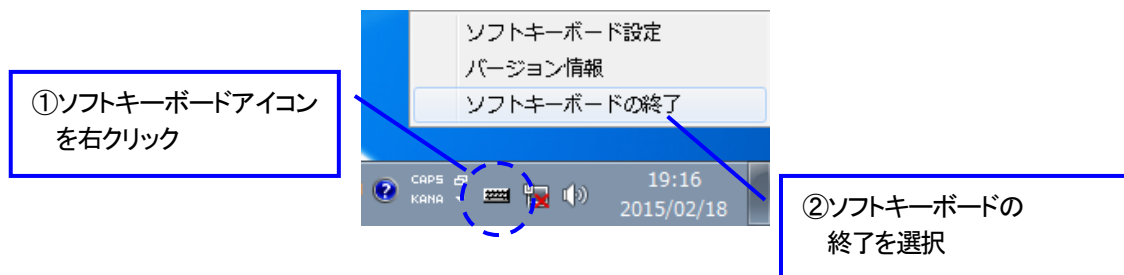 ソフトキーボード設定
バージョン情報
ソフトキーボードの終了
①ソフトキーボードアイコン
を右クリック
CAPS
KANA
19:16
2015/02/18
②ソフトキーボードの
終了を選択